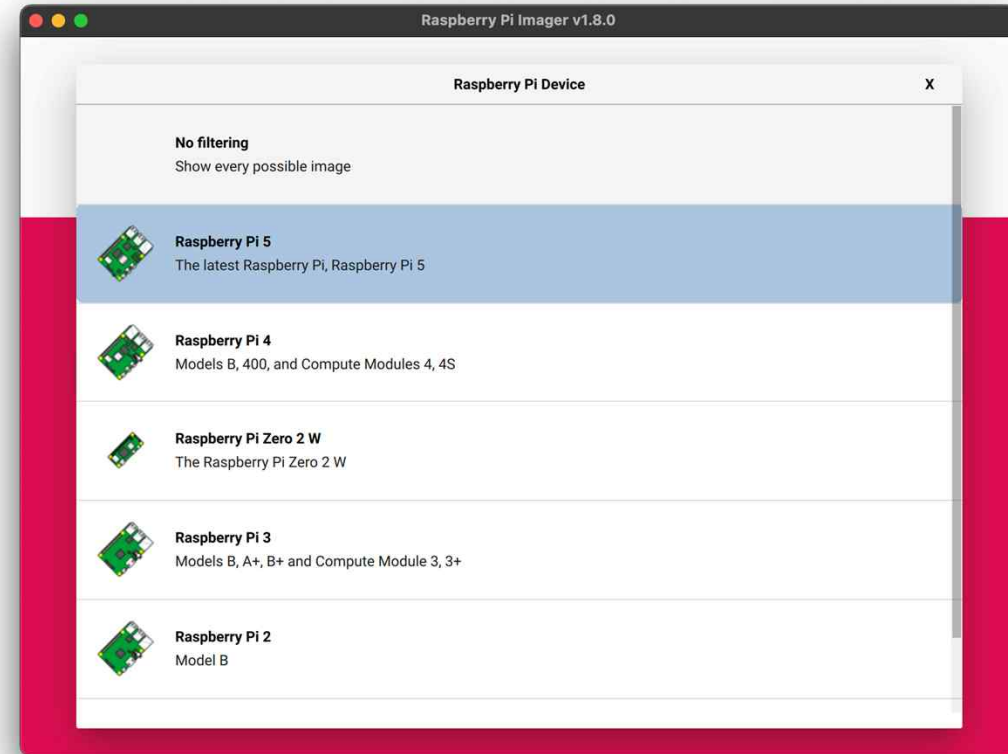 Raspberry Pi Imager v1.8.0
Raspberry Pi Device
X
No filtering
Show every possible image
Raspberry Pi 5
The latest Raspberry Pi, Raspberry Pi 5
Raspberry Pi 4
Models B, 400, and Compute Modules 4, 4S
Raspberry Pi Zero 2 W
The Raspberry Pi Zero 2 W
Raspberry Pi 3
Models B, A+, B+ and Compute Module 3, 3+
Raspberry Pi 2
Model B